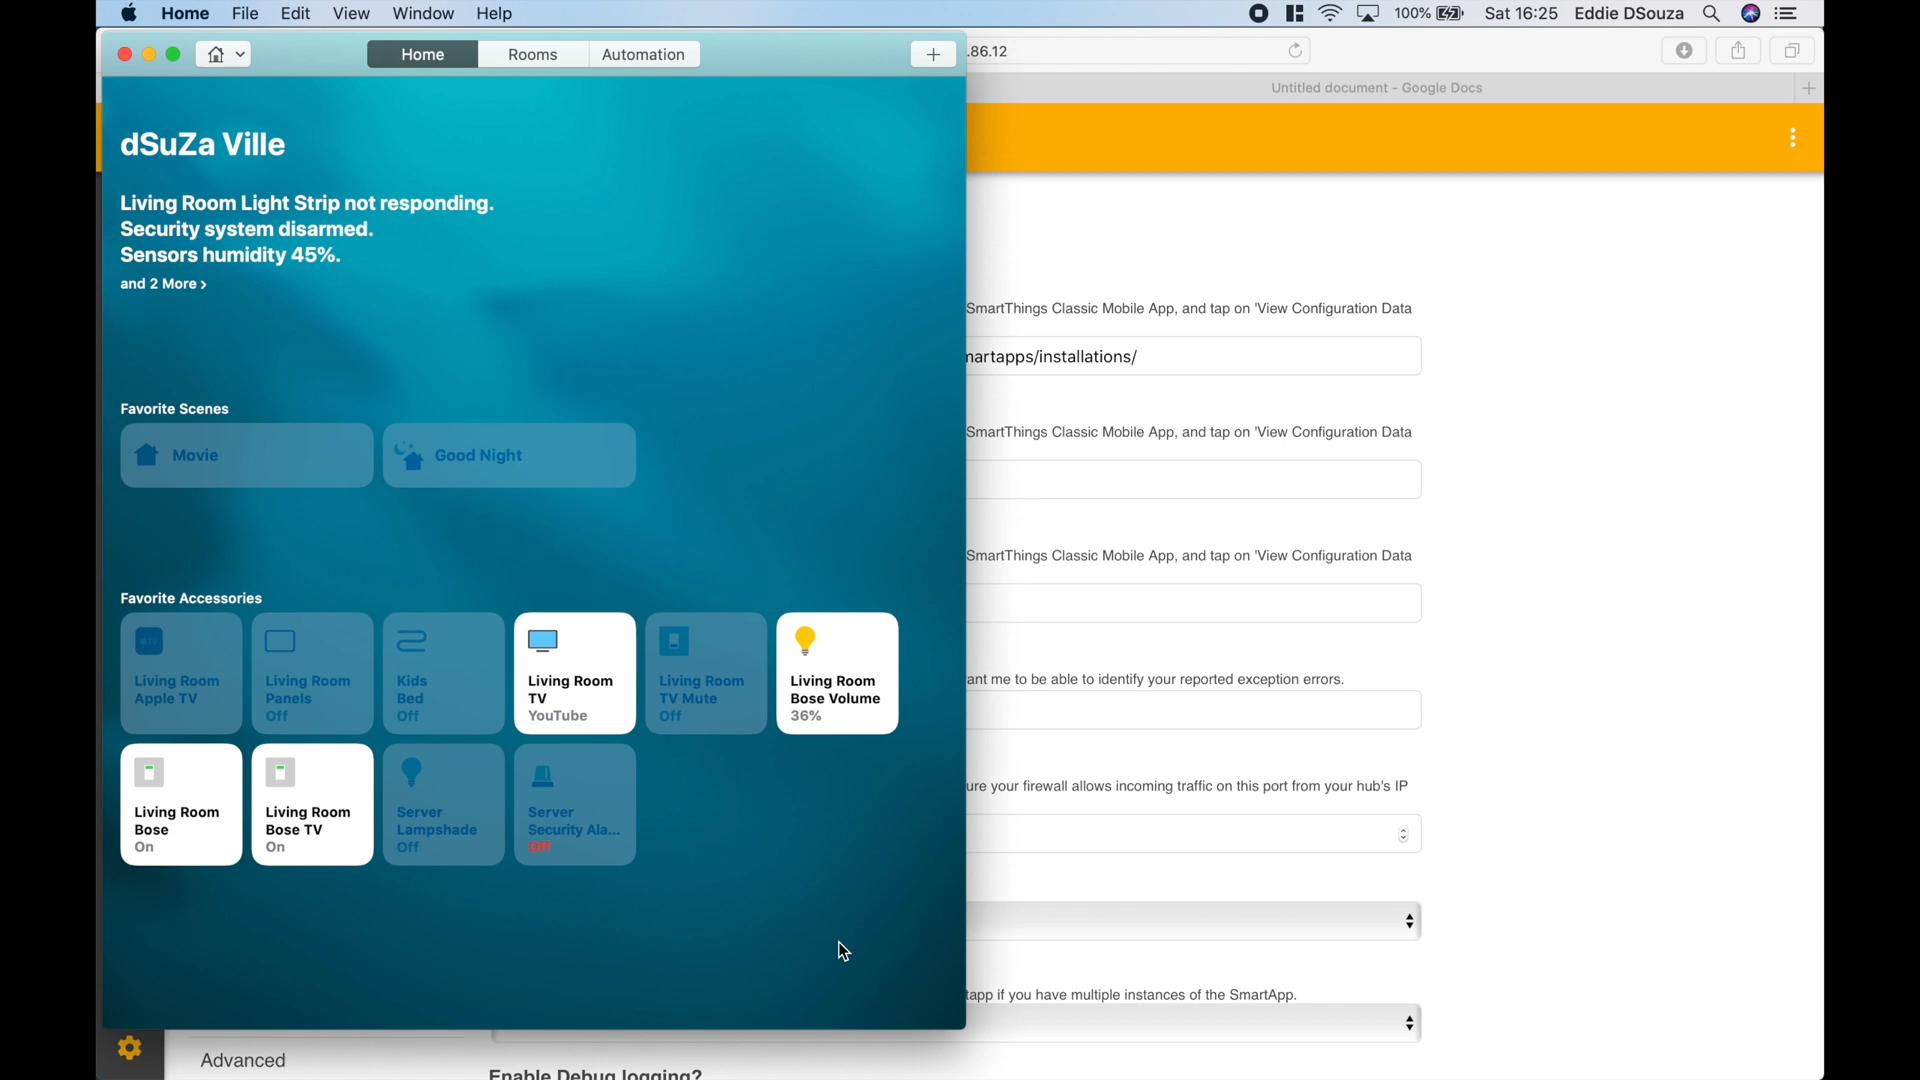 Home File Edit View Window Help
100% Sat 16:25 Eddie DSouza
Home Rooms Automation
.86.12
Untitled document - Google Docs
dSuZa Ville
Living Room Light Strip not responding.
Security system disarmed.
Sensors humidity 45%.
and 2 More ›
SmartThings Classic Mobile App, and tap on 'View Configuration Data
martapps/installations/
Favorite Scenes
Movie
Good Night
SmartThings Classic Mobile App, and tap on 'View Configuration Data
SmartThings Classic Mobile App, and tap on 'View Configuration Data
Favorite Accessories
Living Room
Apple TV
Living Room
Panels
Off
Kids
Bed
Off
Living Room
TV
YouTube
Living Room
TV Mute
Off
Living Room
Bose Volume
36%
ant me to be able to identify your reported exception errors.
Living Room
Bose
On
Living Room
Bose TV
On
Server
Lampshade
Off
Server
Security Ala...
Off
ure your firewall allows incoming traffic on this port from your hub's IP
tapp if you have multiple instances of the SmartApp.
Advanced
Enable Debug logging?